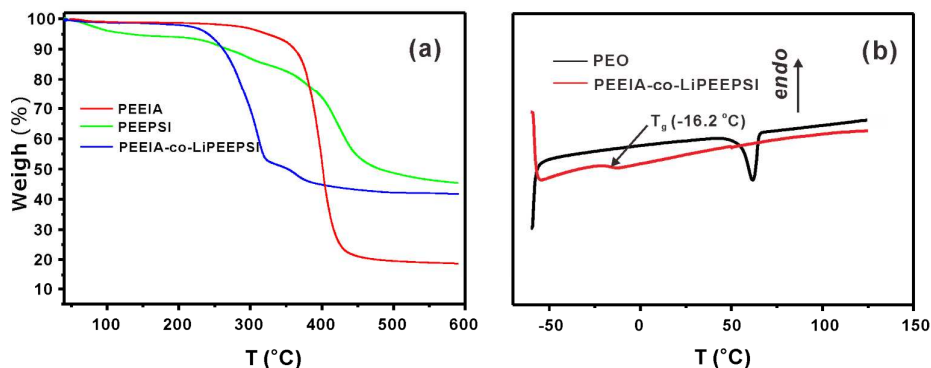 (a)
100
90
80
70
60
50
40
30
20
10
Weigh (%)
PEEIA
PEEPSI
PEEIA-co-LiPEEPSI
100
200
300
400
500
600
T (°C)
(b)
PEO
PEEIA-co-LiPEEPSI
endo
Tg (-16.2 °C)
-50
0
50
100
150
T (°C)